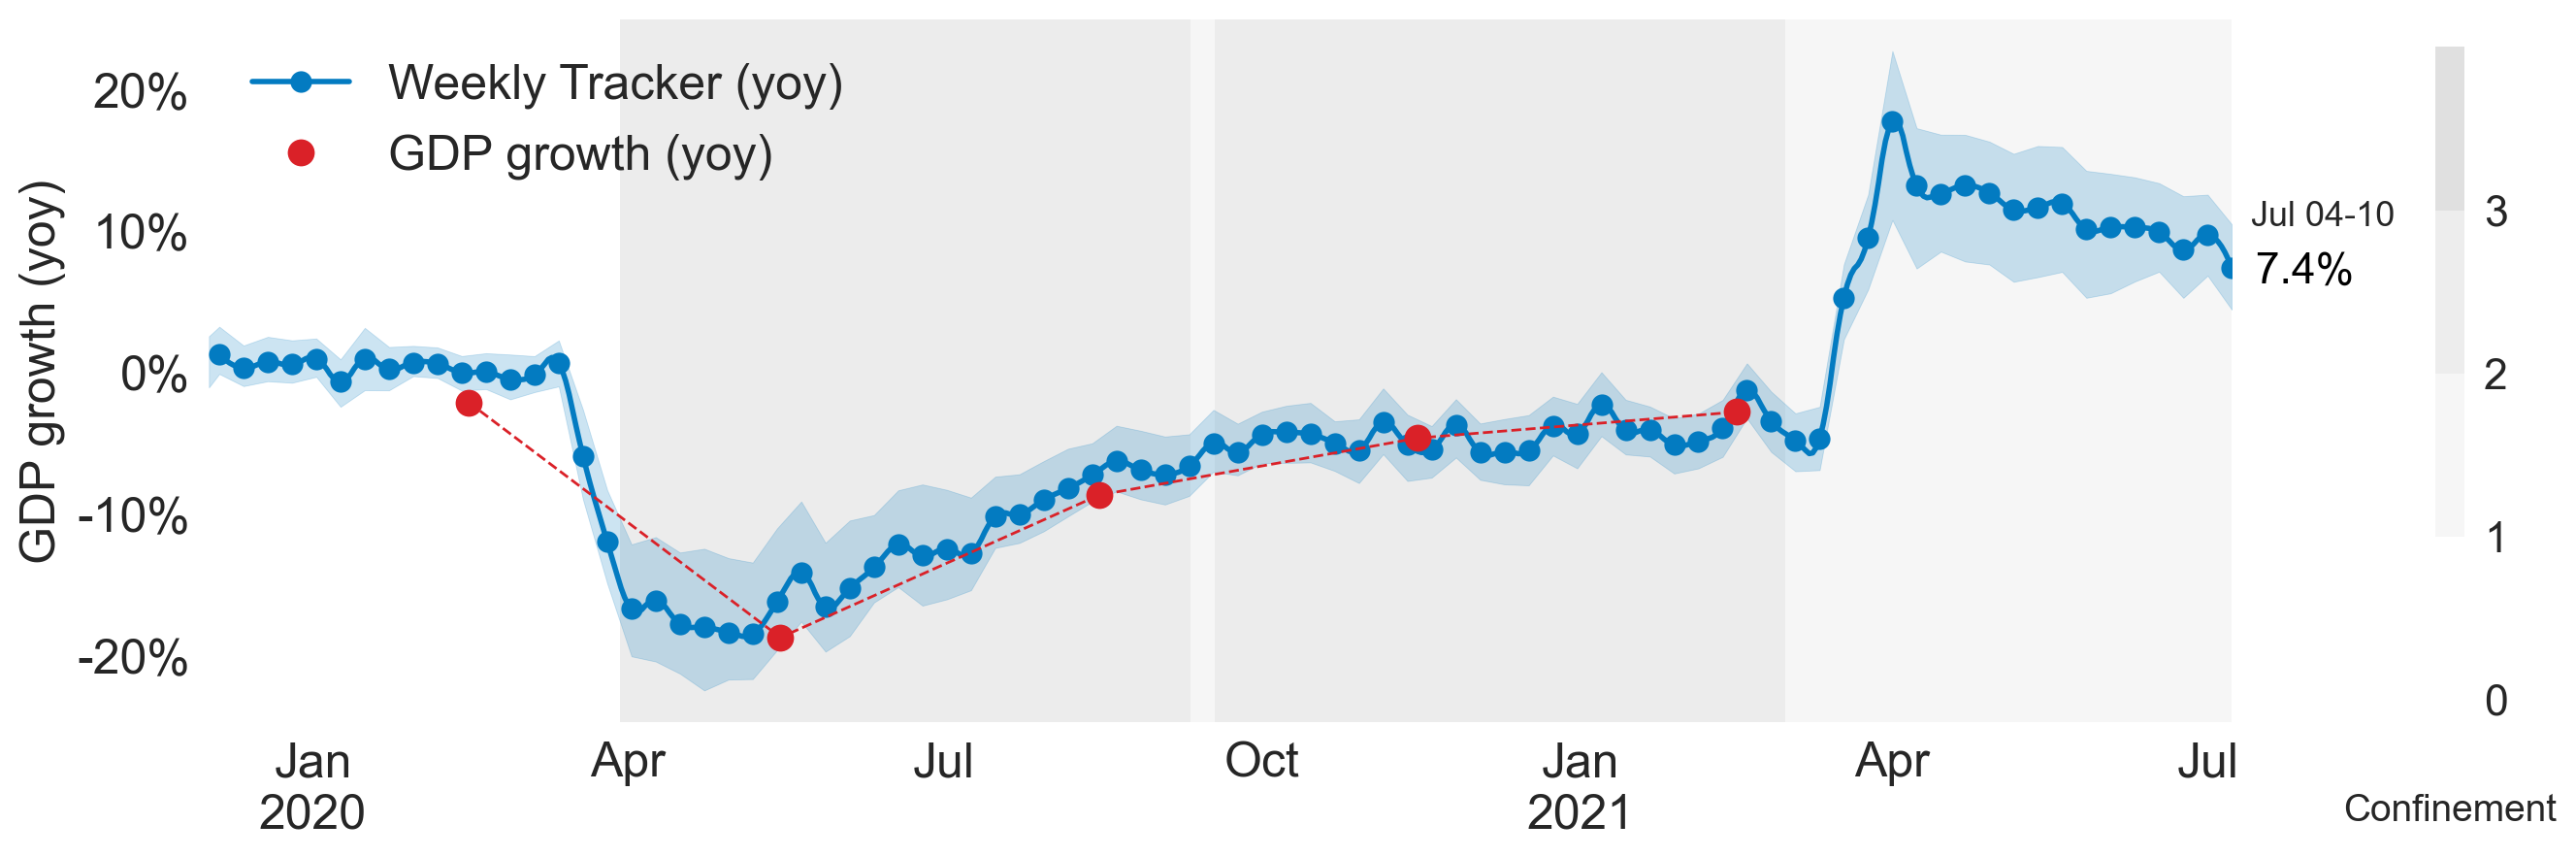 Weekly Tracker (yoy)
GDP growth (yoy)
GDP growth (yoy)
20%
10%
0%
-10%
-20%
Jan
2020
Apr
Jul
Oct
Jan
2021
Apr
Jul
Jul 04-10
7.4%
3
2
1
0
Confinement